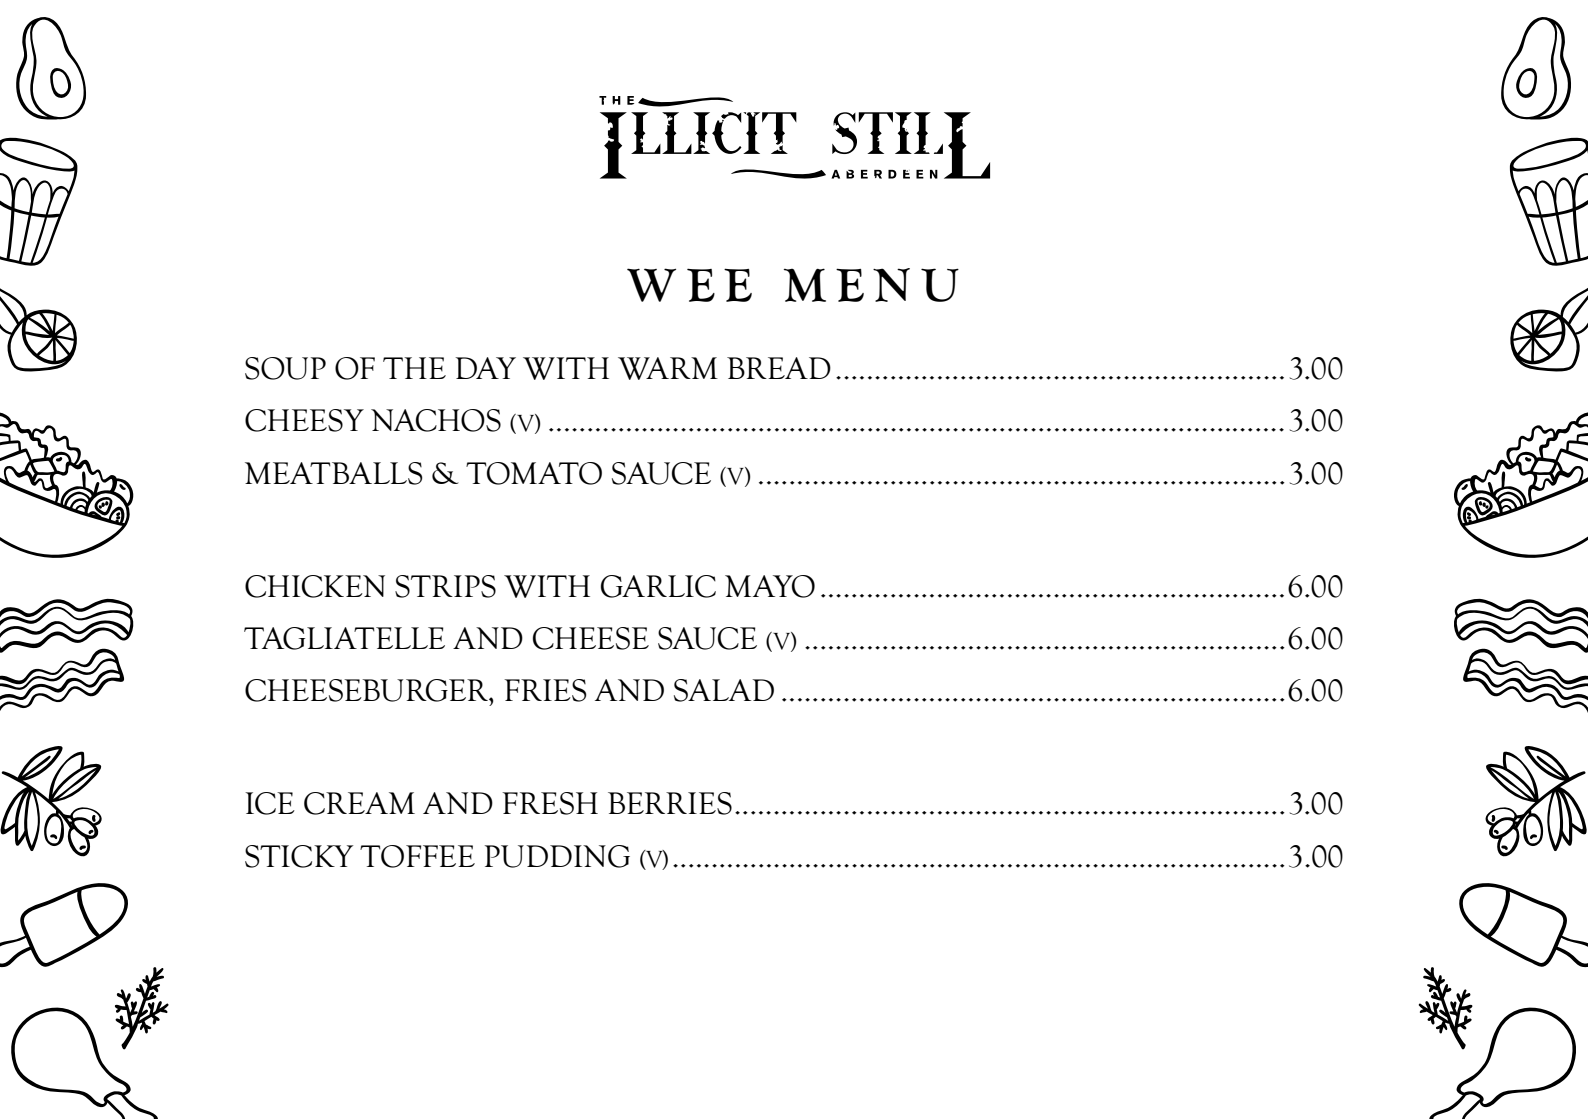 THE
ILLICIT STILL
ABERDEEN
WEE MENU
SOUP OF THE DAY WITH WARM BREAD................................................................3.00
CHEESY NACHOS (V) ................................................................3.00
MEATBALLS & TOMATO SAUCE (V) ................................................................3.00
CHICKEN STRIPS WITH GARLIC MAYO................................................................6.00
TAGLIATELLE AND CHEESE SAUCE (V) ................................................................6.00
CHEESEBURGER, FRIES AND SALAD ................................................................6.00
ICE CREAM AND FRESH BERRIES................................................................3.00
STICKY TOFFEE PUDDING (V)................................................................3.00